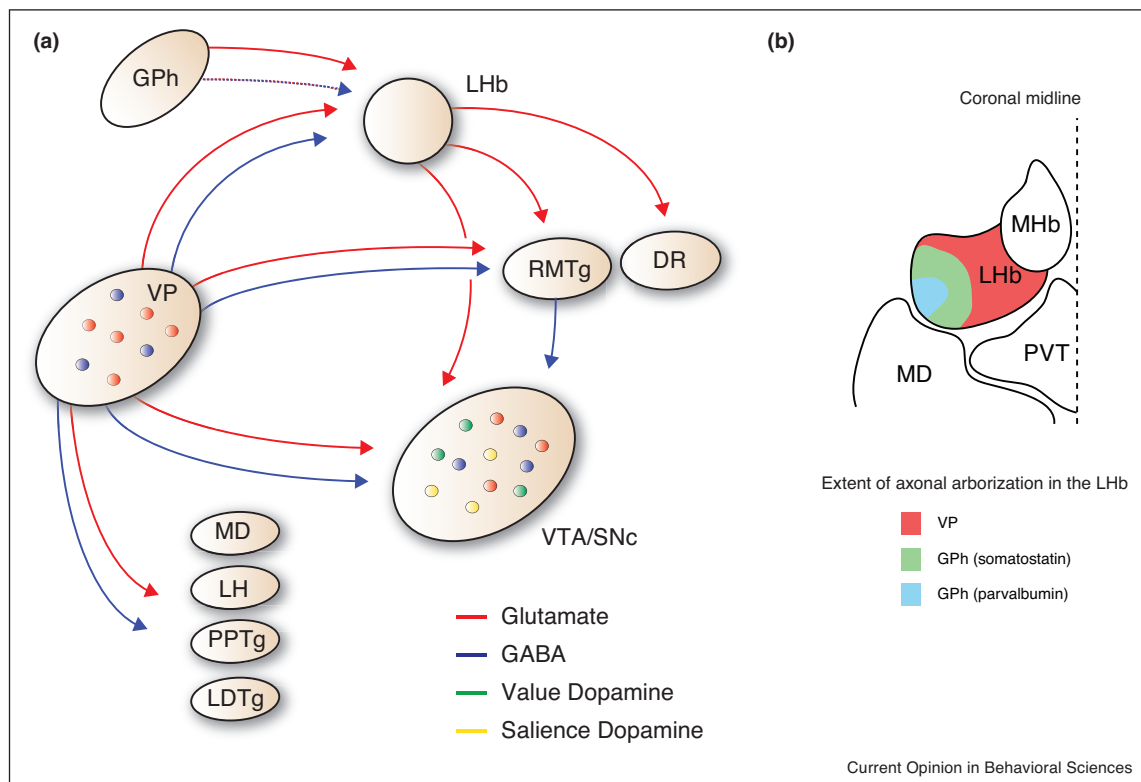 (a)
GPh
LHb
VP
RMTg
DR
VTA/SNc
MD
LH
PPTg
LDTg
Glutamate
GABA
Value Dopamine
Salience Dopamine
(b)
Coronal midline
MHb
LHb
MD
PVT
Extent of axonal arborization in the LHb
VP
GPh (somatostatin)
GPh (parvalbumin)
Current Opinion in Behavioral Sciences